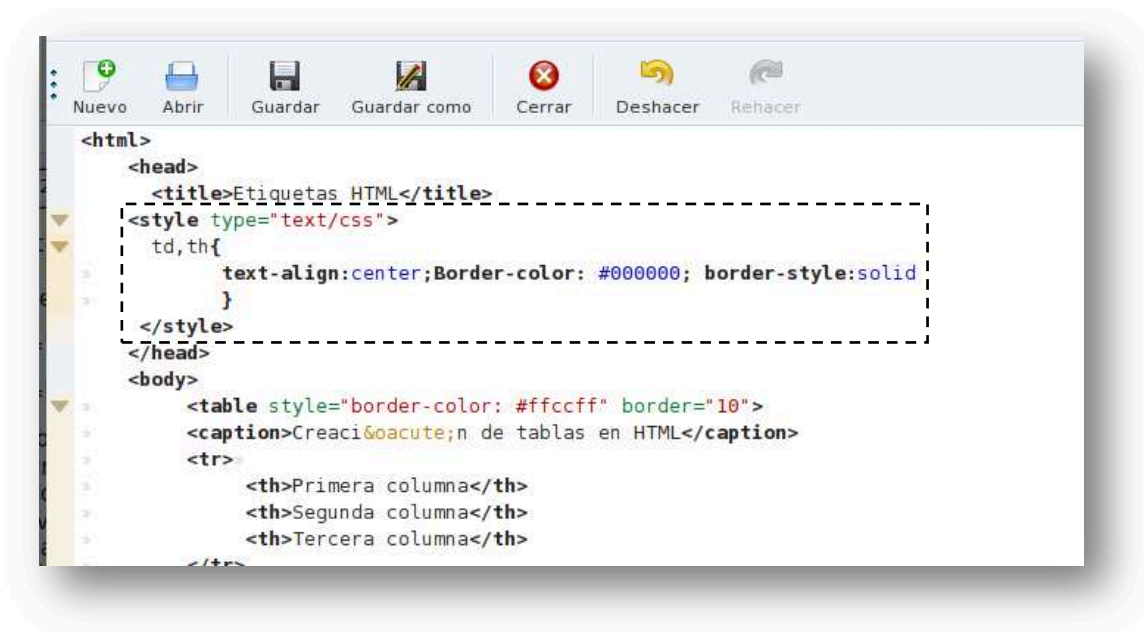 Nuevo Abrir Guardar Guardar como Cerrar Deshacer Rehacer
<html>
<head>
<title>Etiquetas HTML</title>
<style type="text/css">
td,th{
text-align:center;Border-color: #000000; border-style:solid
}
</style>
</head>
<body>
<table style="border-color: #ffccff" border="10">
<caption>Creaci&oacute;n de tablas en HTML</caption>
<tr>
<th>Primera columna</th>
<th>Segunda columna</th>
<th>Tercera columna</th>
</tr>